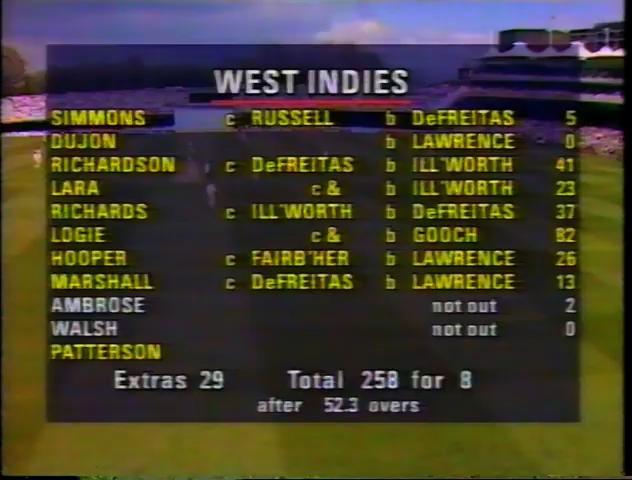 WEST INDIES
SIMMONS c RUSSELL b DeFREITAS 5
DUJON b LAWRENCE 0
RICHARDSON c DeFREITAS b ILL'WORTH 41
LARA c & b ILL'WORTH 23
RICHARDS c ILL'WORTH b DeFREITAS 37
LOGIE c & b GOOCH 82
HOOPER c FAIRB'HER b LAWRENCE 26
MARSHALL c DeFREITAS b LAWRENCE 13
AMBROSE not out 2
WALSH not out 0
PATTERSON
Extras 29 Total 258 for 8
after 52.3 overs